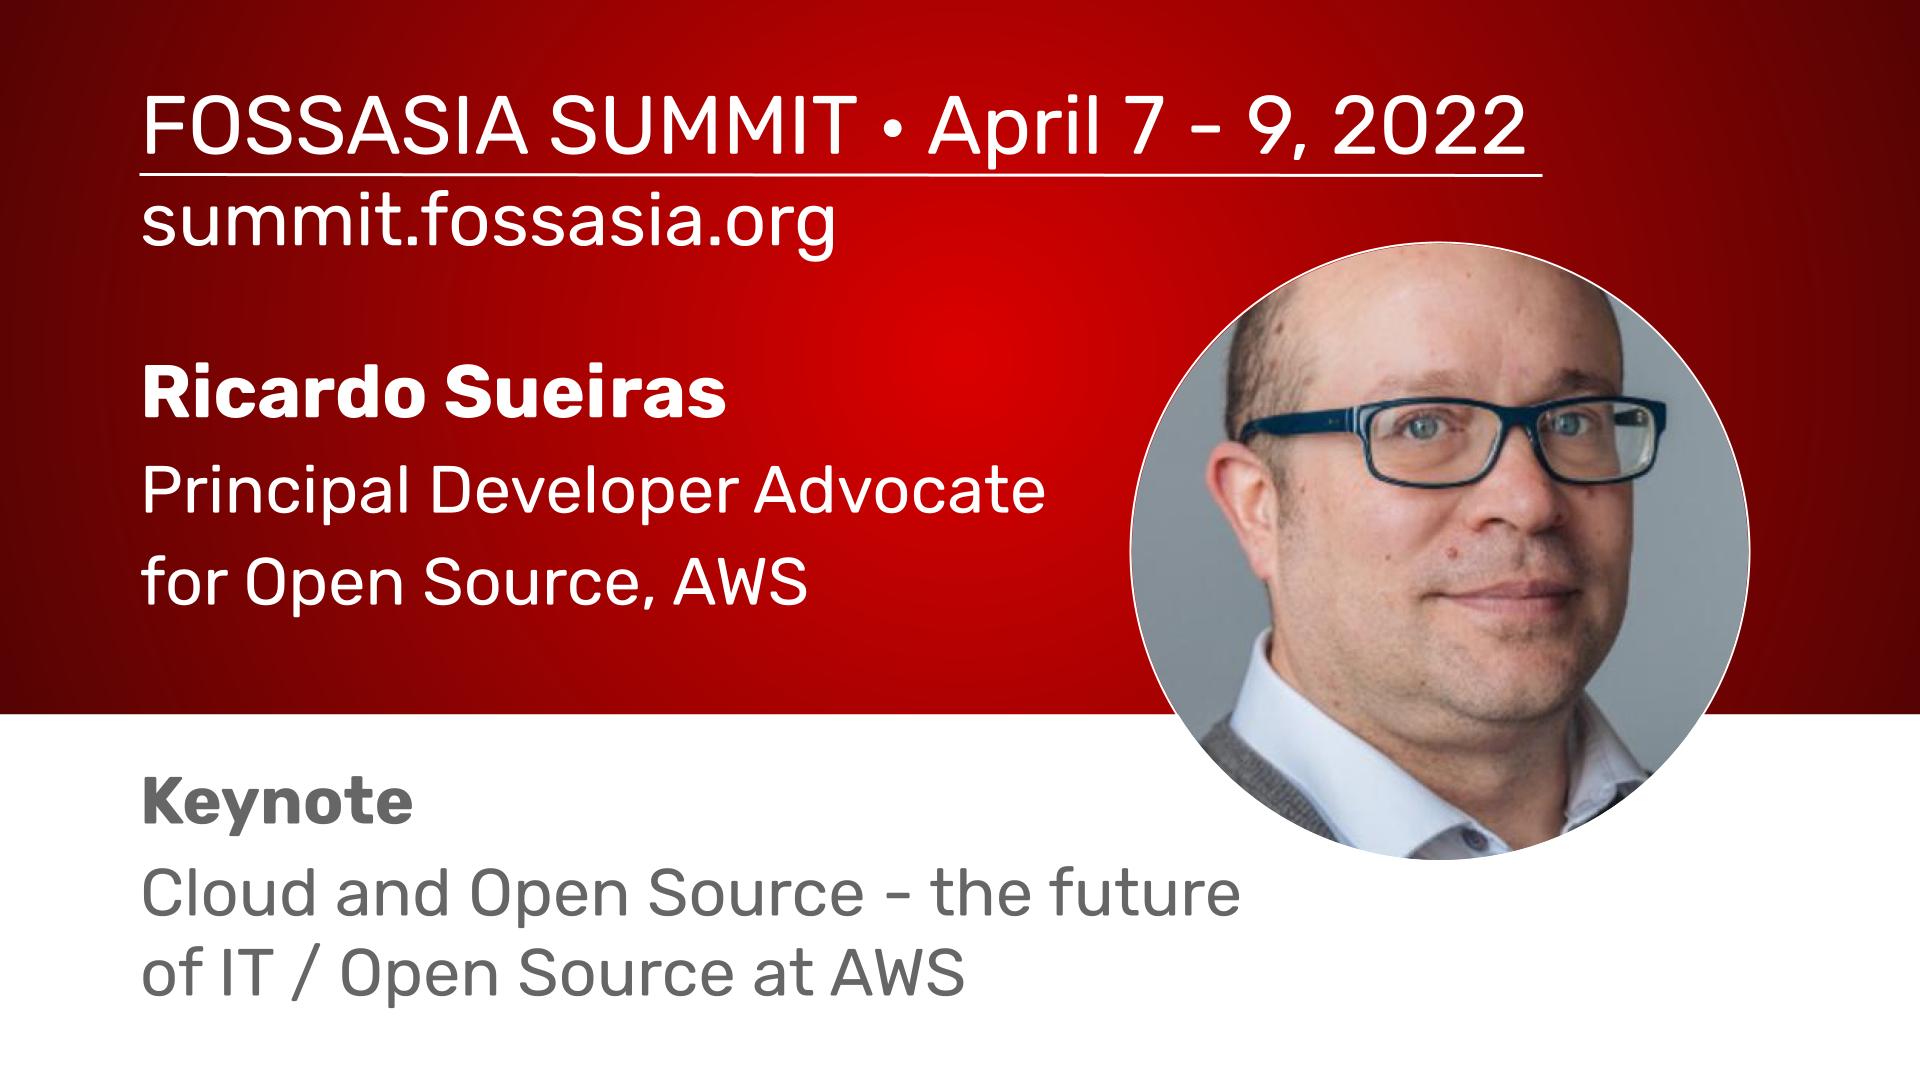 FOSSASIA SUMMIT • April 7 - 9, 2022
summit.fossasia.org
Ricardo Sueiras
Principal Developer Advocate
for Open Source, AWS
Keynote
Cloud and Open Source - the future
of IT / Open Source at AWS